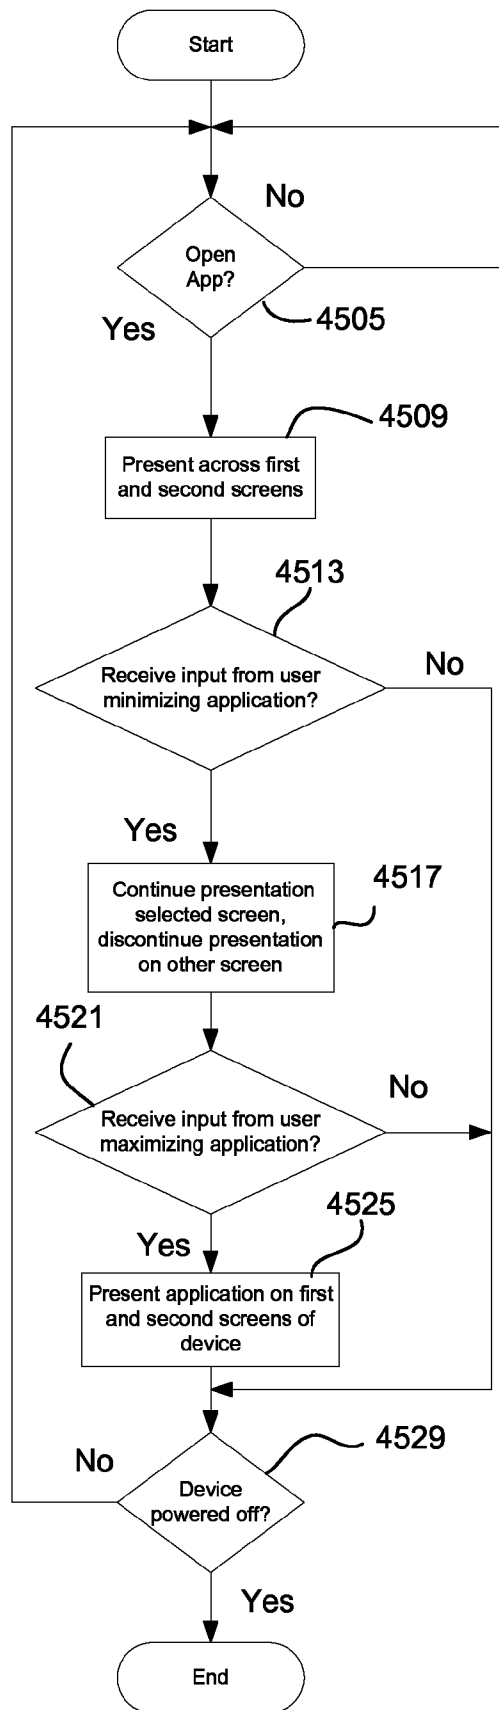 Start
No
Open
App?
4505
Yes
4509
Present across first
and second screens
4513
Receive input from user
minimizing application?
No
Yes
4517
Continue presentation
selected screen,
discontinue presentation
on other screen
4521
Receive input from user
maximizing application?
No
4525
Yes
Present application on first
and second screens of
device
4529
No
Device
powered off?
Yes
End